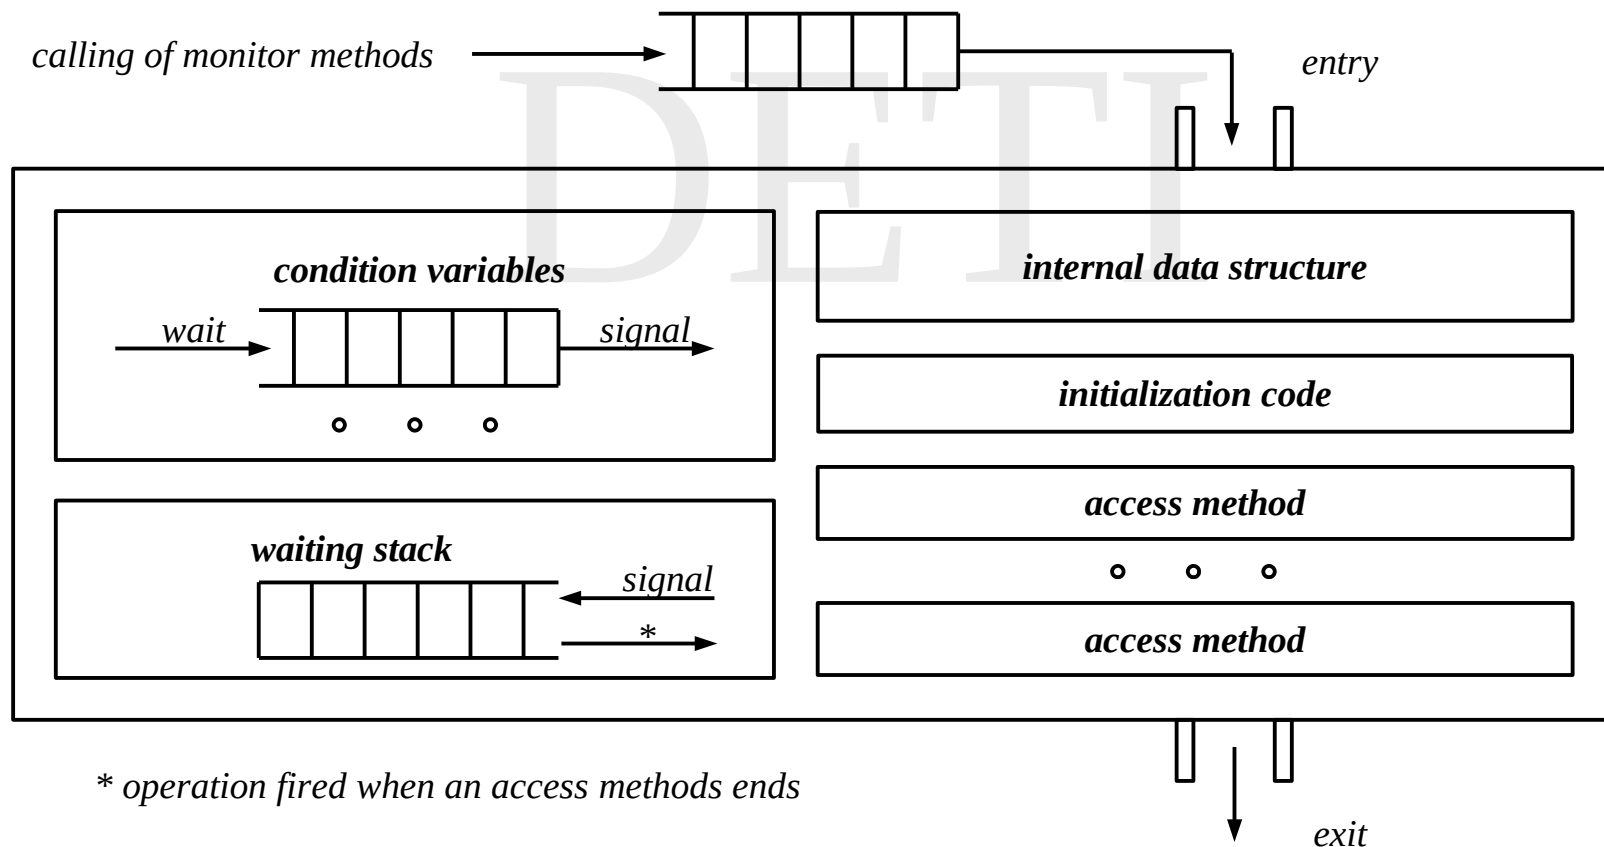 calling of monitor methods
entry
DETI
condition variables
wait
signal
internal data structure
initialization code
access method
waiting stack
signal
*
access method
* operation fired when an access methods ends
exit